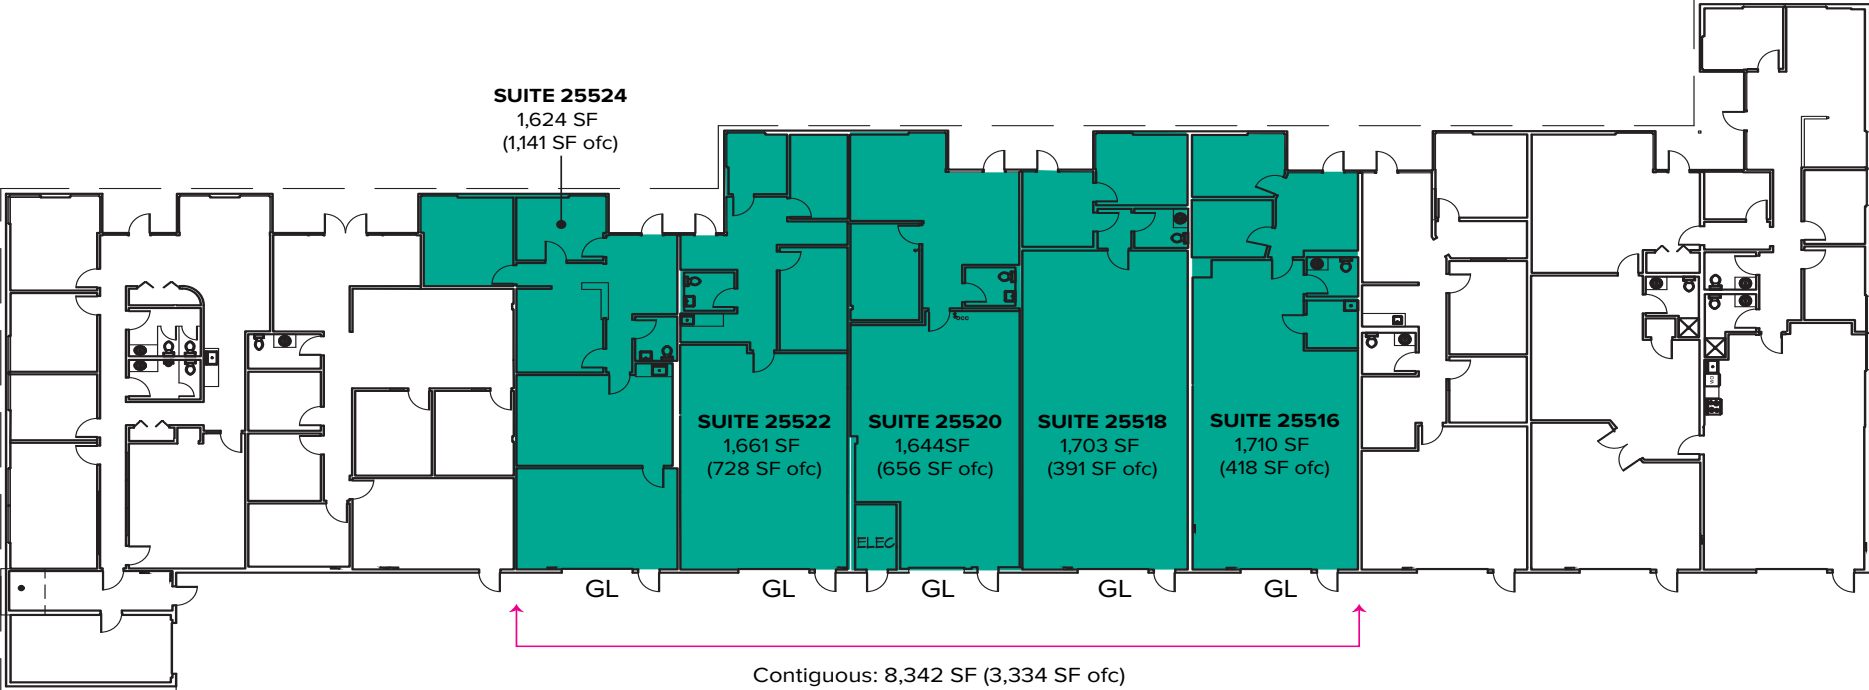 SUITE 25524
1,624 SF
(1,141 SF ofc)
SUITE 25522
1,661 SF
(728 SF ofc)
SUITE 25520
1,644SF
(656 SF ofc)
SUITE 25518
1,703 SF
(391 SF ofc)
SUITE 25516
1,710 SF
(418 SF ofc)
ELEC
GL
GL
GL
GL
GL
Contiguous: 8,342 SF (3,334 SF ofc)